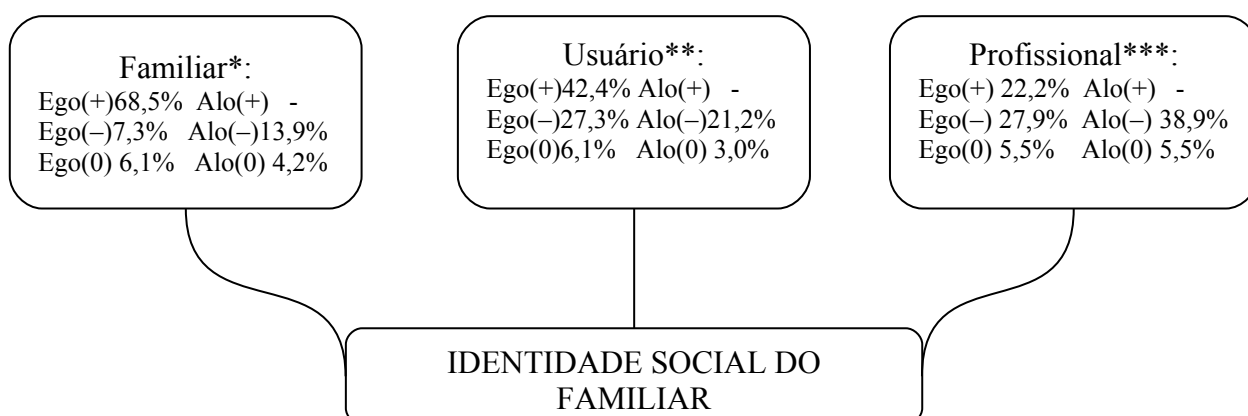 Familiar*:
Ego(+)68,5% Alo(+) -
Ego(–)7,3% Alo(–)13,9%
Ego(0) 6,1% Alo(0) 4,2%
Usuário**:
Ego(+)42,4% Alo(+) -
Ego(–)27,3% Alo(–)21,2%
Ego(0)6,1% Alo(0) 3,0%
Profissional***:
Ego(+) 22,2% Alo(+) -
Ego(–) 27,9% Alo(–) 38,9%
Ego(0) 5,5% Alo(0) 5,5%
IDENTIDADE SOCIAL DO
FAMILIAR